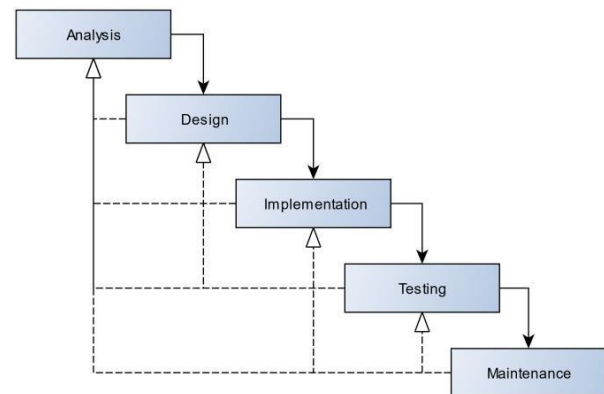 Analysis
Design
Implementation
Testing
Maintenance